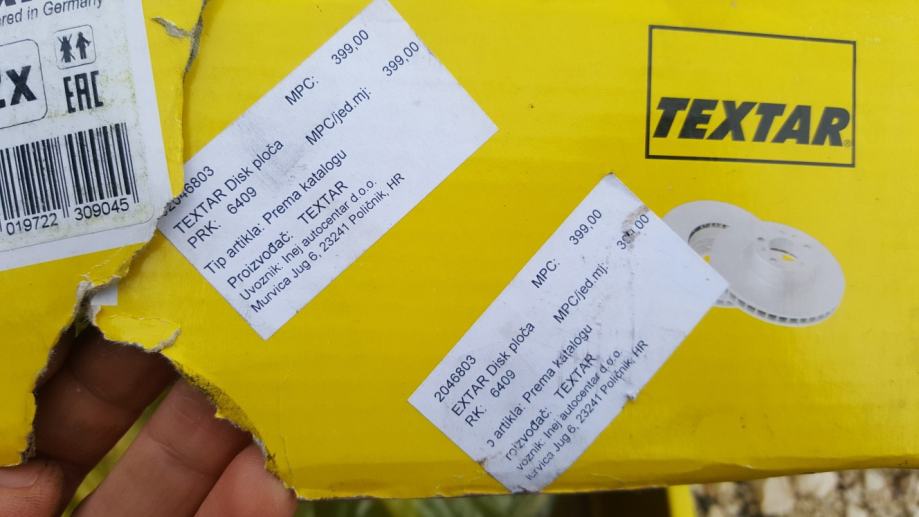 ered in Germany
2x
EAC
019722 309045
2046803
TEXTAR Disk ploča
PRK: 6409
MPC: 399,00
MPC/jed.mj: 399,00
Tip artikla: Prema katalogu
Proizvođač: TEXTAR
Uvoznik: Inej autocentar d.o.o.
Murvica Jug 6, 23241 Poličnik, HR
TEXTAR
2046803
EXTAR Disk ploča
RK: 6409
MPC: 399,00
MPC/jed.mj:
artikla: Prema katalogu
roizvođač: TEXTAR
voznik: Inej autocentar d.o.o.
urvica Jug 6, 23241 Poličnik, HR